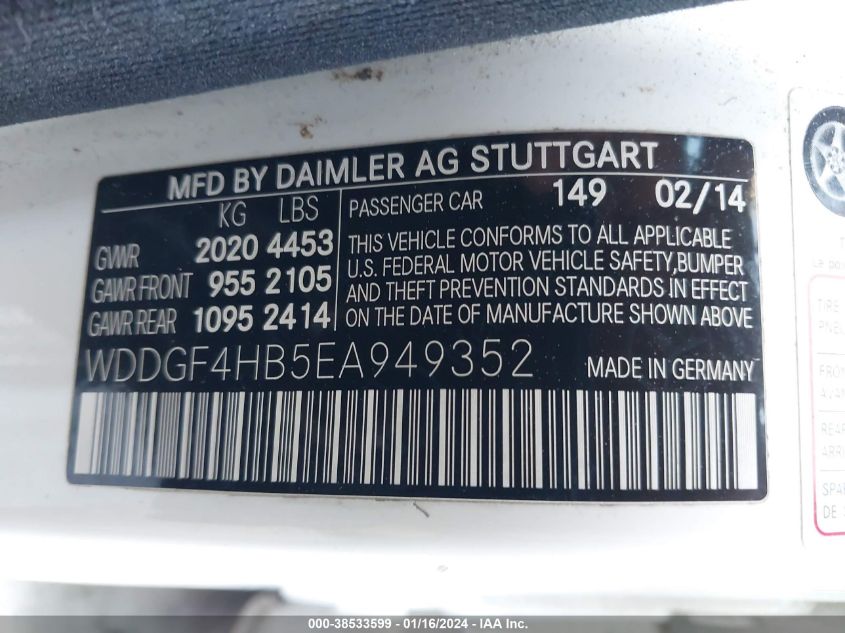 MFD BY DAIMLER AG STUTTGART
KG LBS
GVWR 2020 4453
GAWR FRONT 955 2105
GAWR REAR 1095 2414
PASSENGER CAR 149 02/14
THIS VEHICLE CONFORMS TO ALL APPLICABLE
U.S. FEDERAL MOTOR VEHICLE SAFETY, BUMPER
AND THEFT PREVENTION STANDARDS IN EFFECT
ON THE DATE OF MANUFACTURE SHOWN ABOVE
WDDGF4HB5EA949352
MADE IN GERMANY
TIRE
REAR
DE
000-38533599 - 01/16/2024 - IAA Inc.